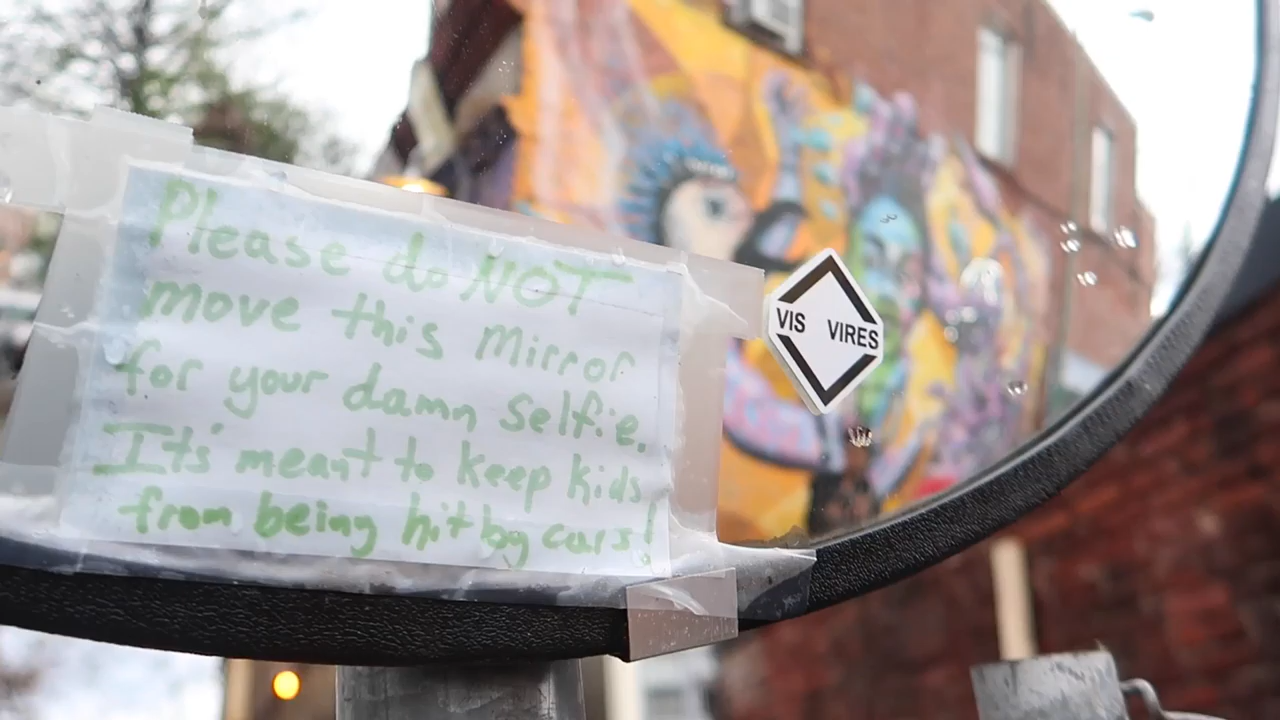 Please do NOT
move this Mirror
for your damn selfie.
It's meant to keep kids
from being hit by cars!
VIS VIRES